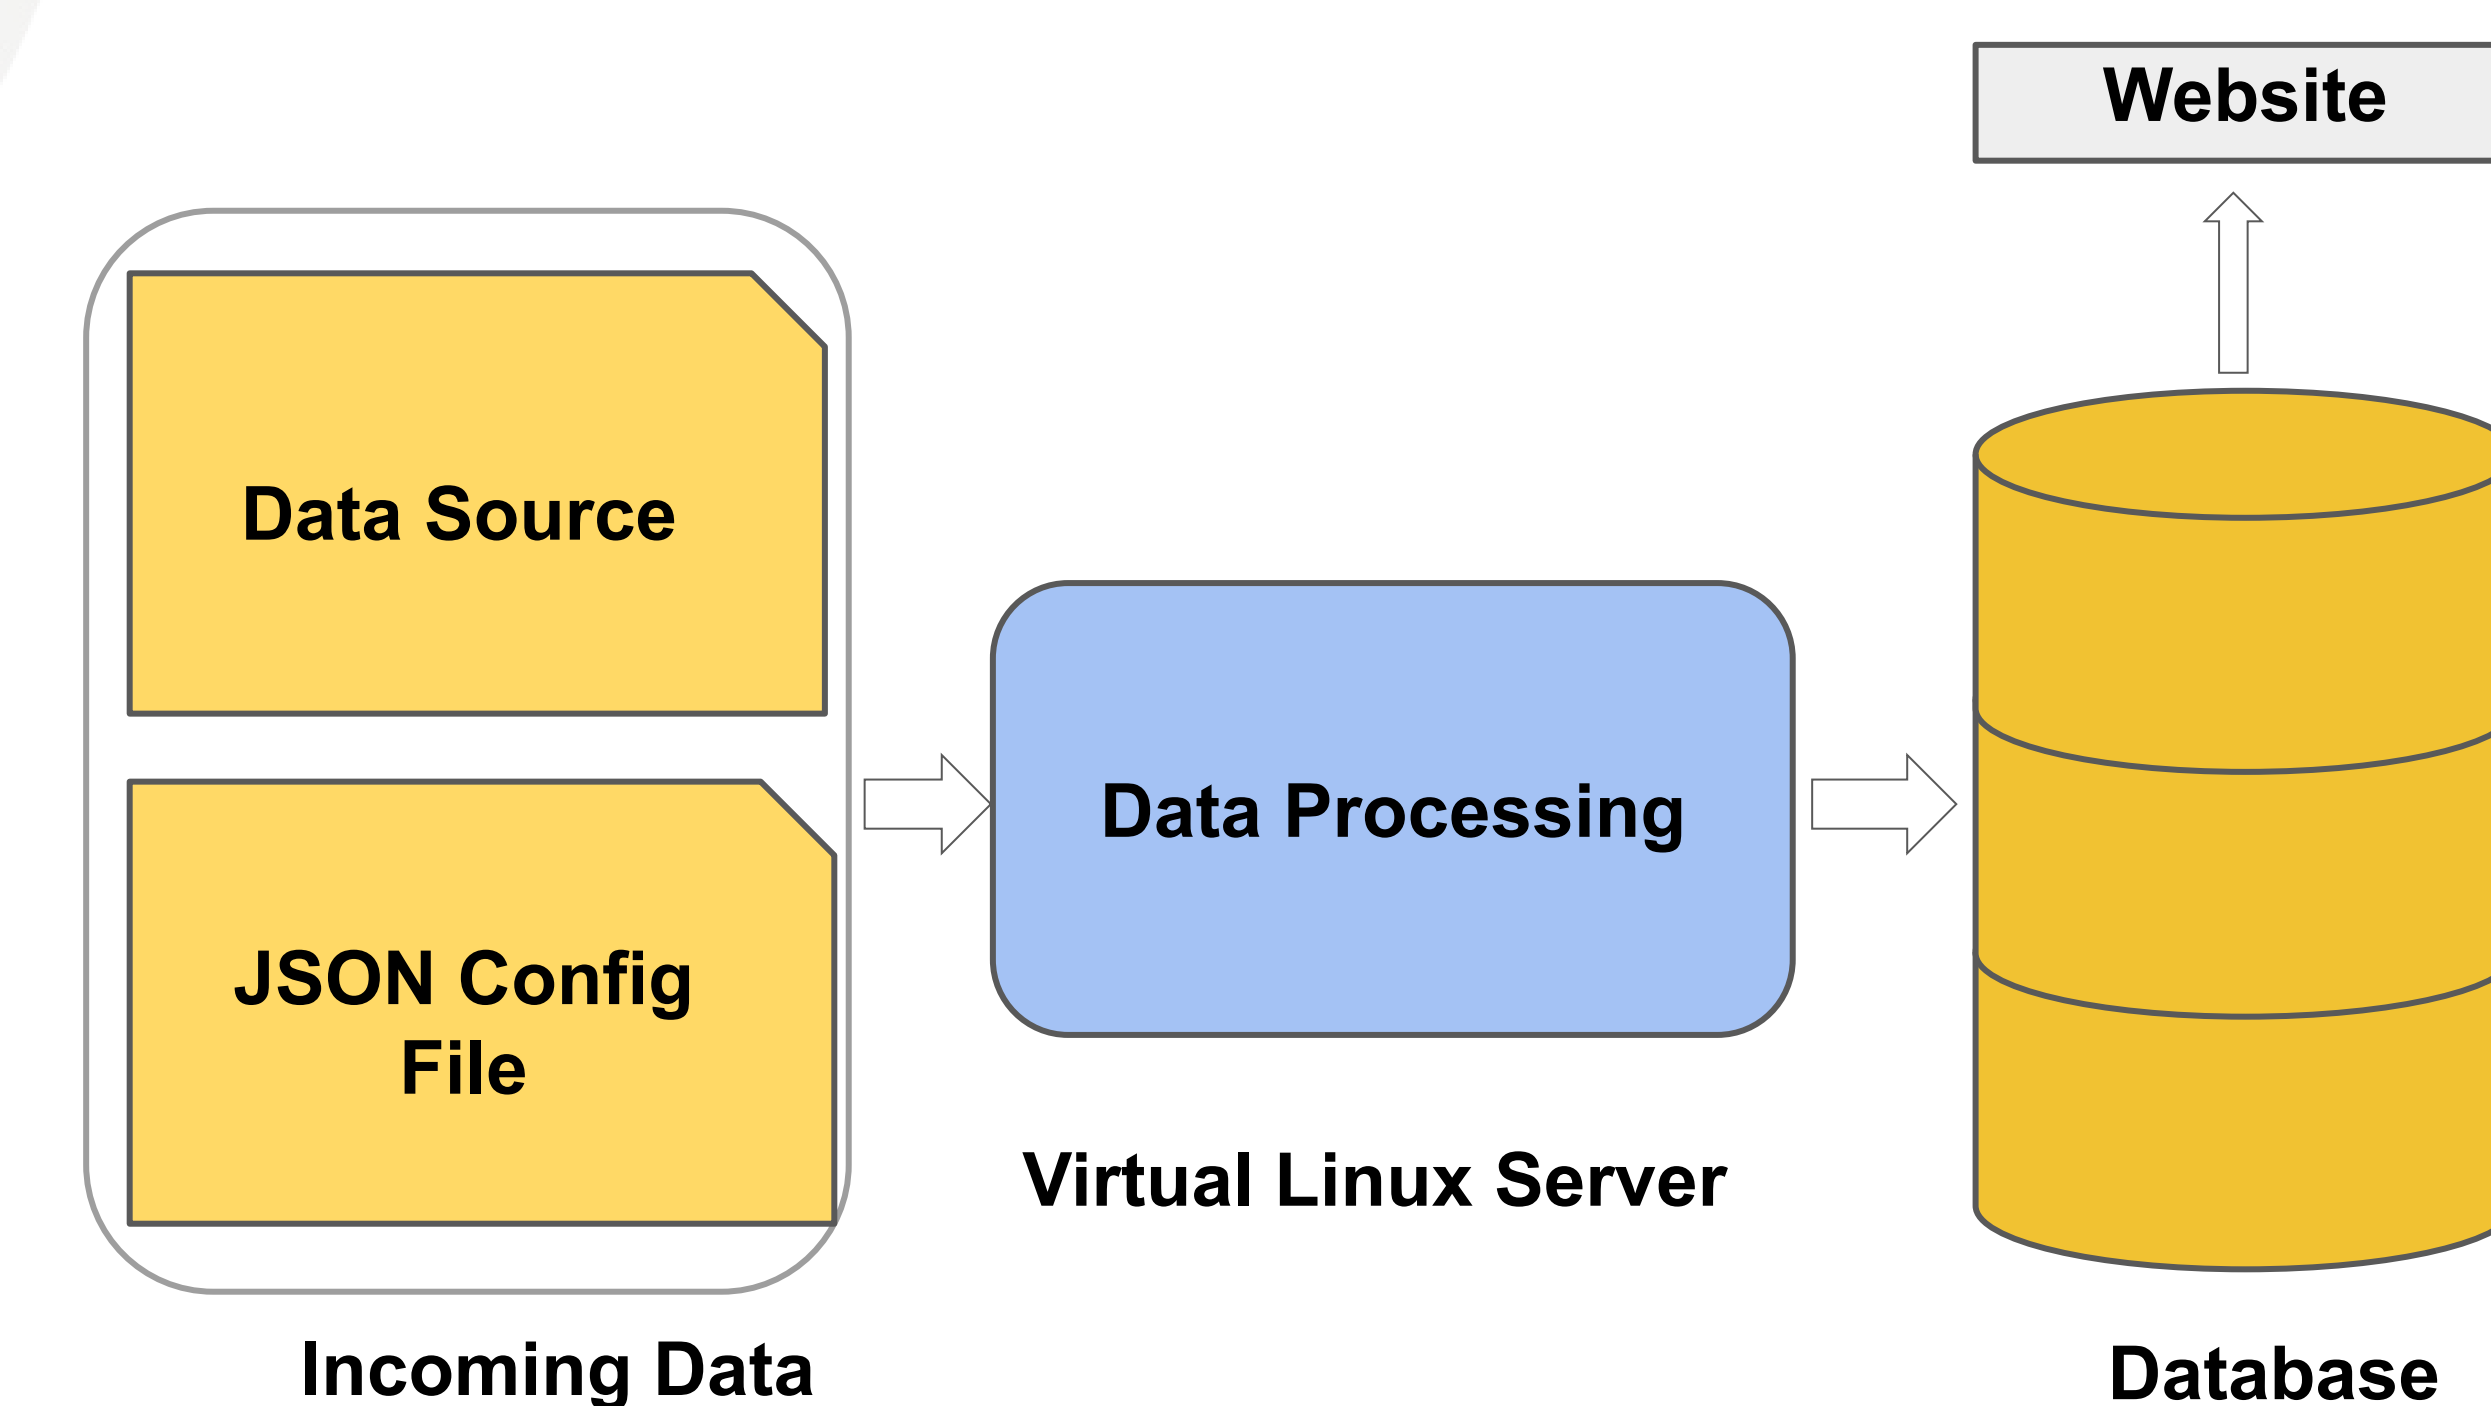 Website
Data Source
Data Processing
JSON Config
File
Virtual Linux Server
Incoming Data
Database